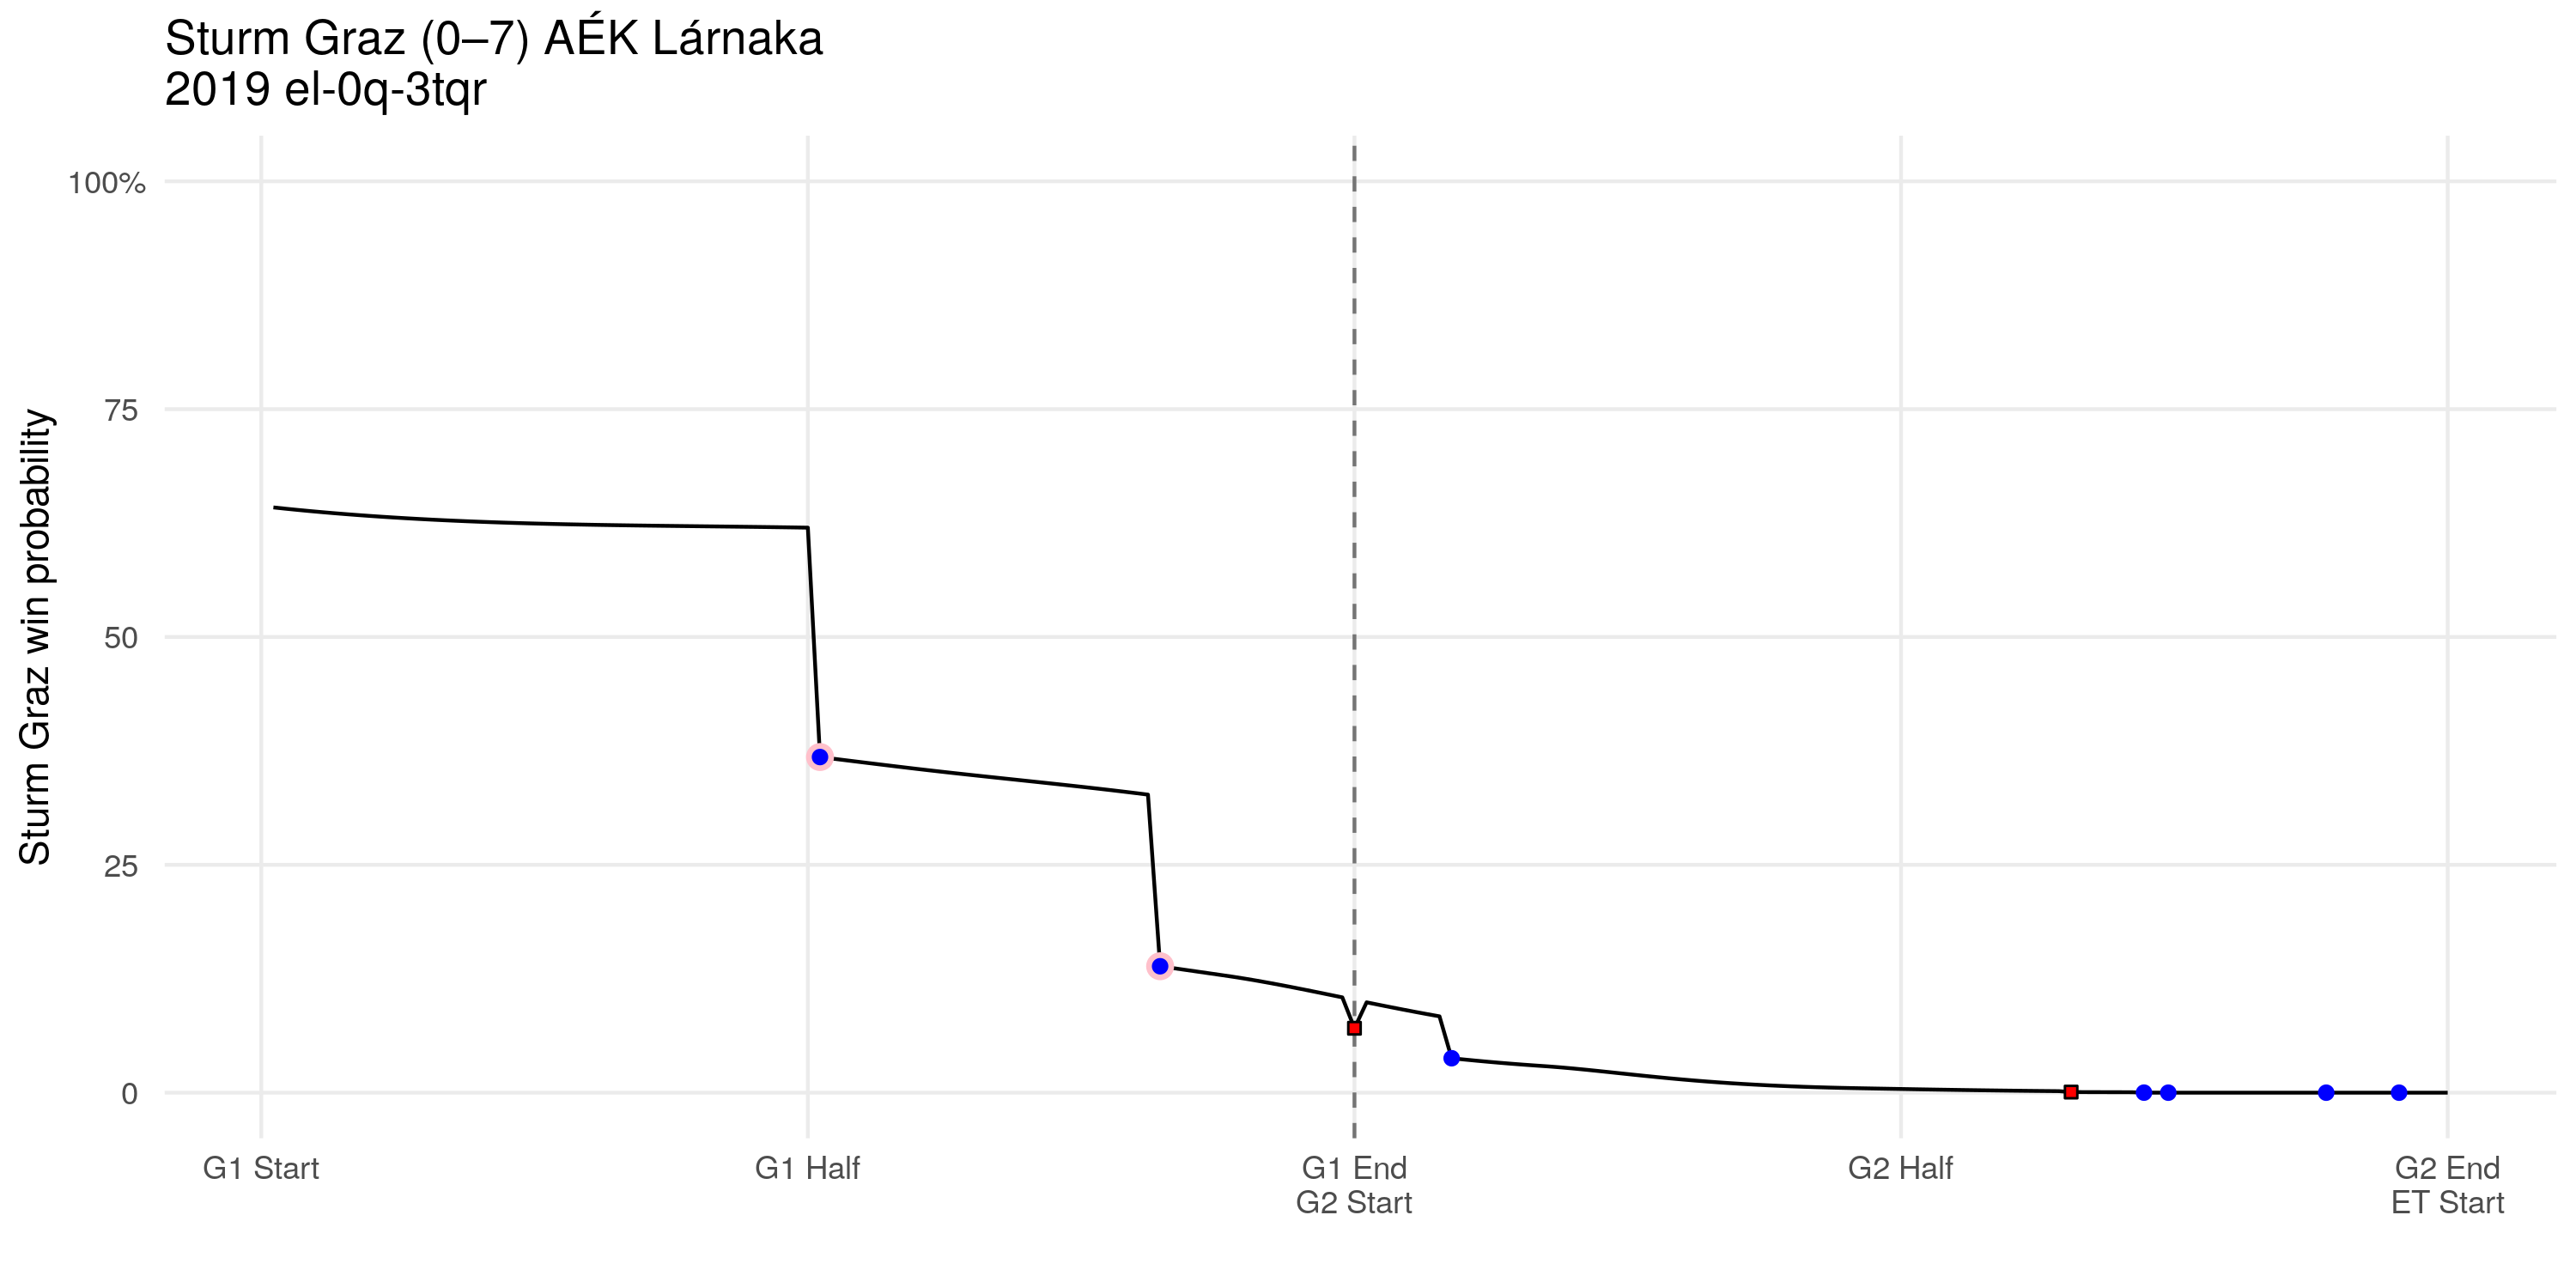 Sturm Graz (0–7) AÉK Lárnaka
2019 el-0q-3tqr
Sturm Graz win probability
100%
75
50
25
0
G1 Start
G1 Half
G1 End
G2 Start
G2 Half
G2 End
ET Start